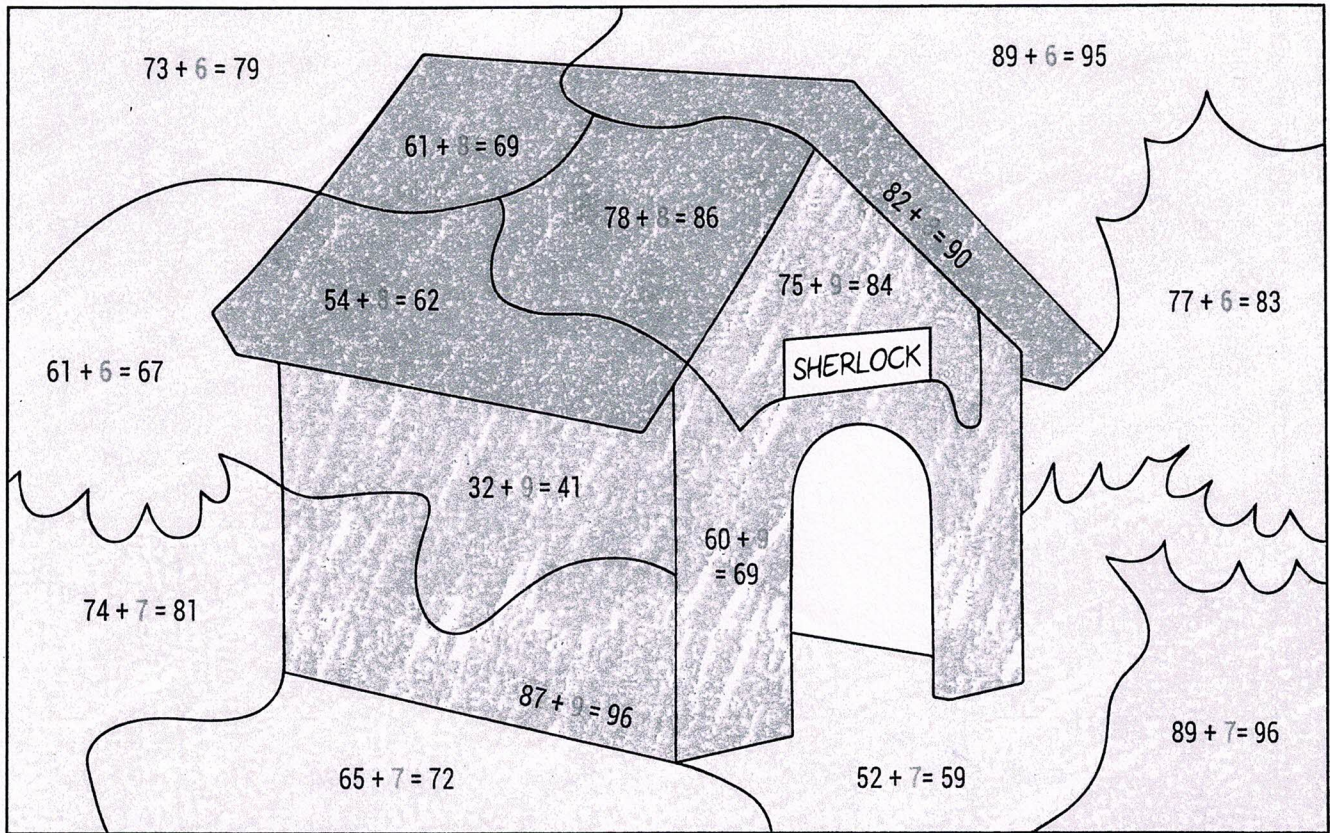 73 + 6 = 79
89 + 6 = 95
61 + 8 = 69
78 + 8 = 86
82 + = 90
75 + 9 = 84
54 + 8 = 62
77 + 6 = 83
SHERLOCK
61 + 6 = 67
32 + 9 = 41
60 + 9
= 69
74 + 7 = 81
87 + 9 = 96
89 + 7 = 96
65 + 7 = 72
52 + 7 = 59